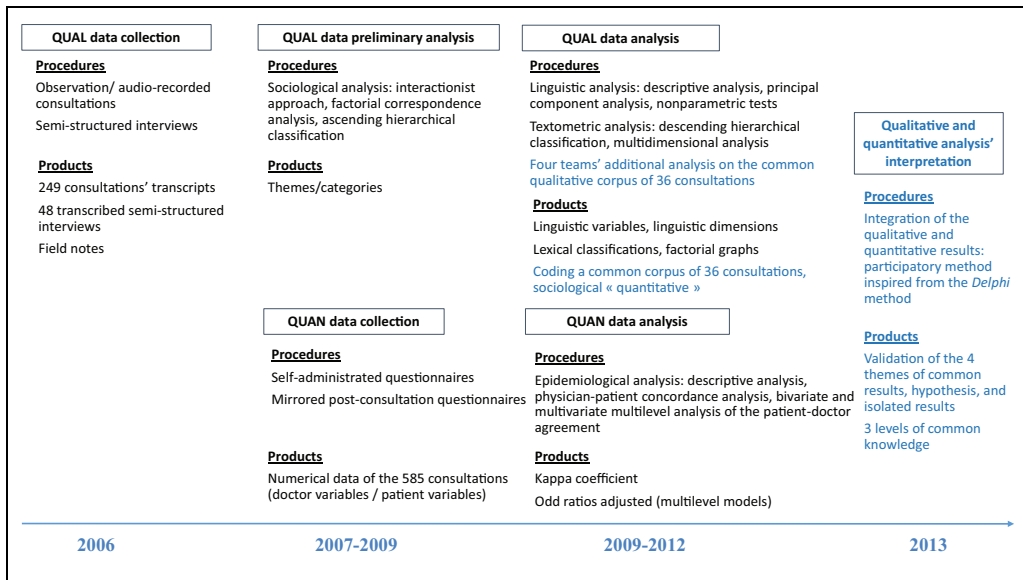 QUAL data collection
Procedures
Observation/ audio-recorded
consultations
Semi-structured interviews
Products
249 consultations’ transcripts
48 transcribed semi-structured
interviews
Field notes
QUAL data preliminary analysis
Procedures
Sociological analysis: interactionist
approach, factorial correspondence
analysis, ascending hierarchical
classification
Products
Themes/categories
QUAL data analysis
Procedures
Linguistic analysis: descriptive analysis, principal
component analysis, nonparametric tests
Textometric analysis: descending hierarchical
classification, multidimensional analysis
Four teams’ additional analysis on the common
qualitative corpus of 36 consultations
Products
Linguistic variables, linguistic dimensions
Lexical classifications, factorial graphs
Coding a common corpus of 36 consultations,
sociological « quantitative »
QUAN data collection
Procedures
Self-administrated questionnaires
Mirrored post-consultation questionnaires
Products
Numerical data of the 585 consultations
(doctor variables / patient variables)
QUAN data analysis
Procedures
Epidemiological analysis: descriptive analysis,
physician-patient concordance analysis, bivariate and
multivariate multilevel analysis of the patient-doctor
agreement
Products
Kappa coefficient
Odd ratios adjusted (multilevel models)
Qualitative and
quantitative analysis’
interpretation
Procedures
Integration of the
qualitative and
quantitative results:
participatory method
inspired from the Delphi
method
Products
Validation of the 4
themes of common
results, hypothesis, and
isolated results
3 levels of common
knowledge
2006
2007-2009
2009-2012
2013